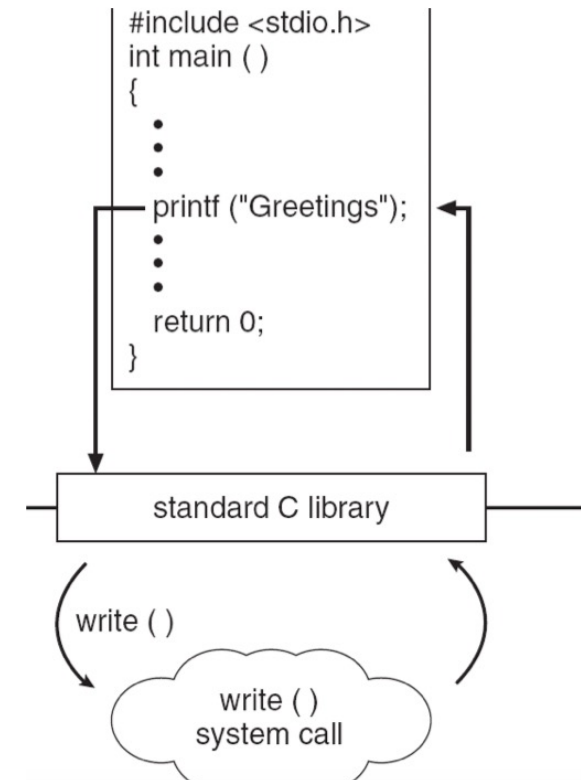 #include <stdio.h>
int main ( )
{
•
•
•
printf ("Greetings");
•
•
•
return 0;
}
standard C library
write ( )
write ( )
system call